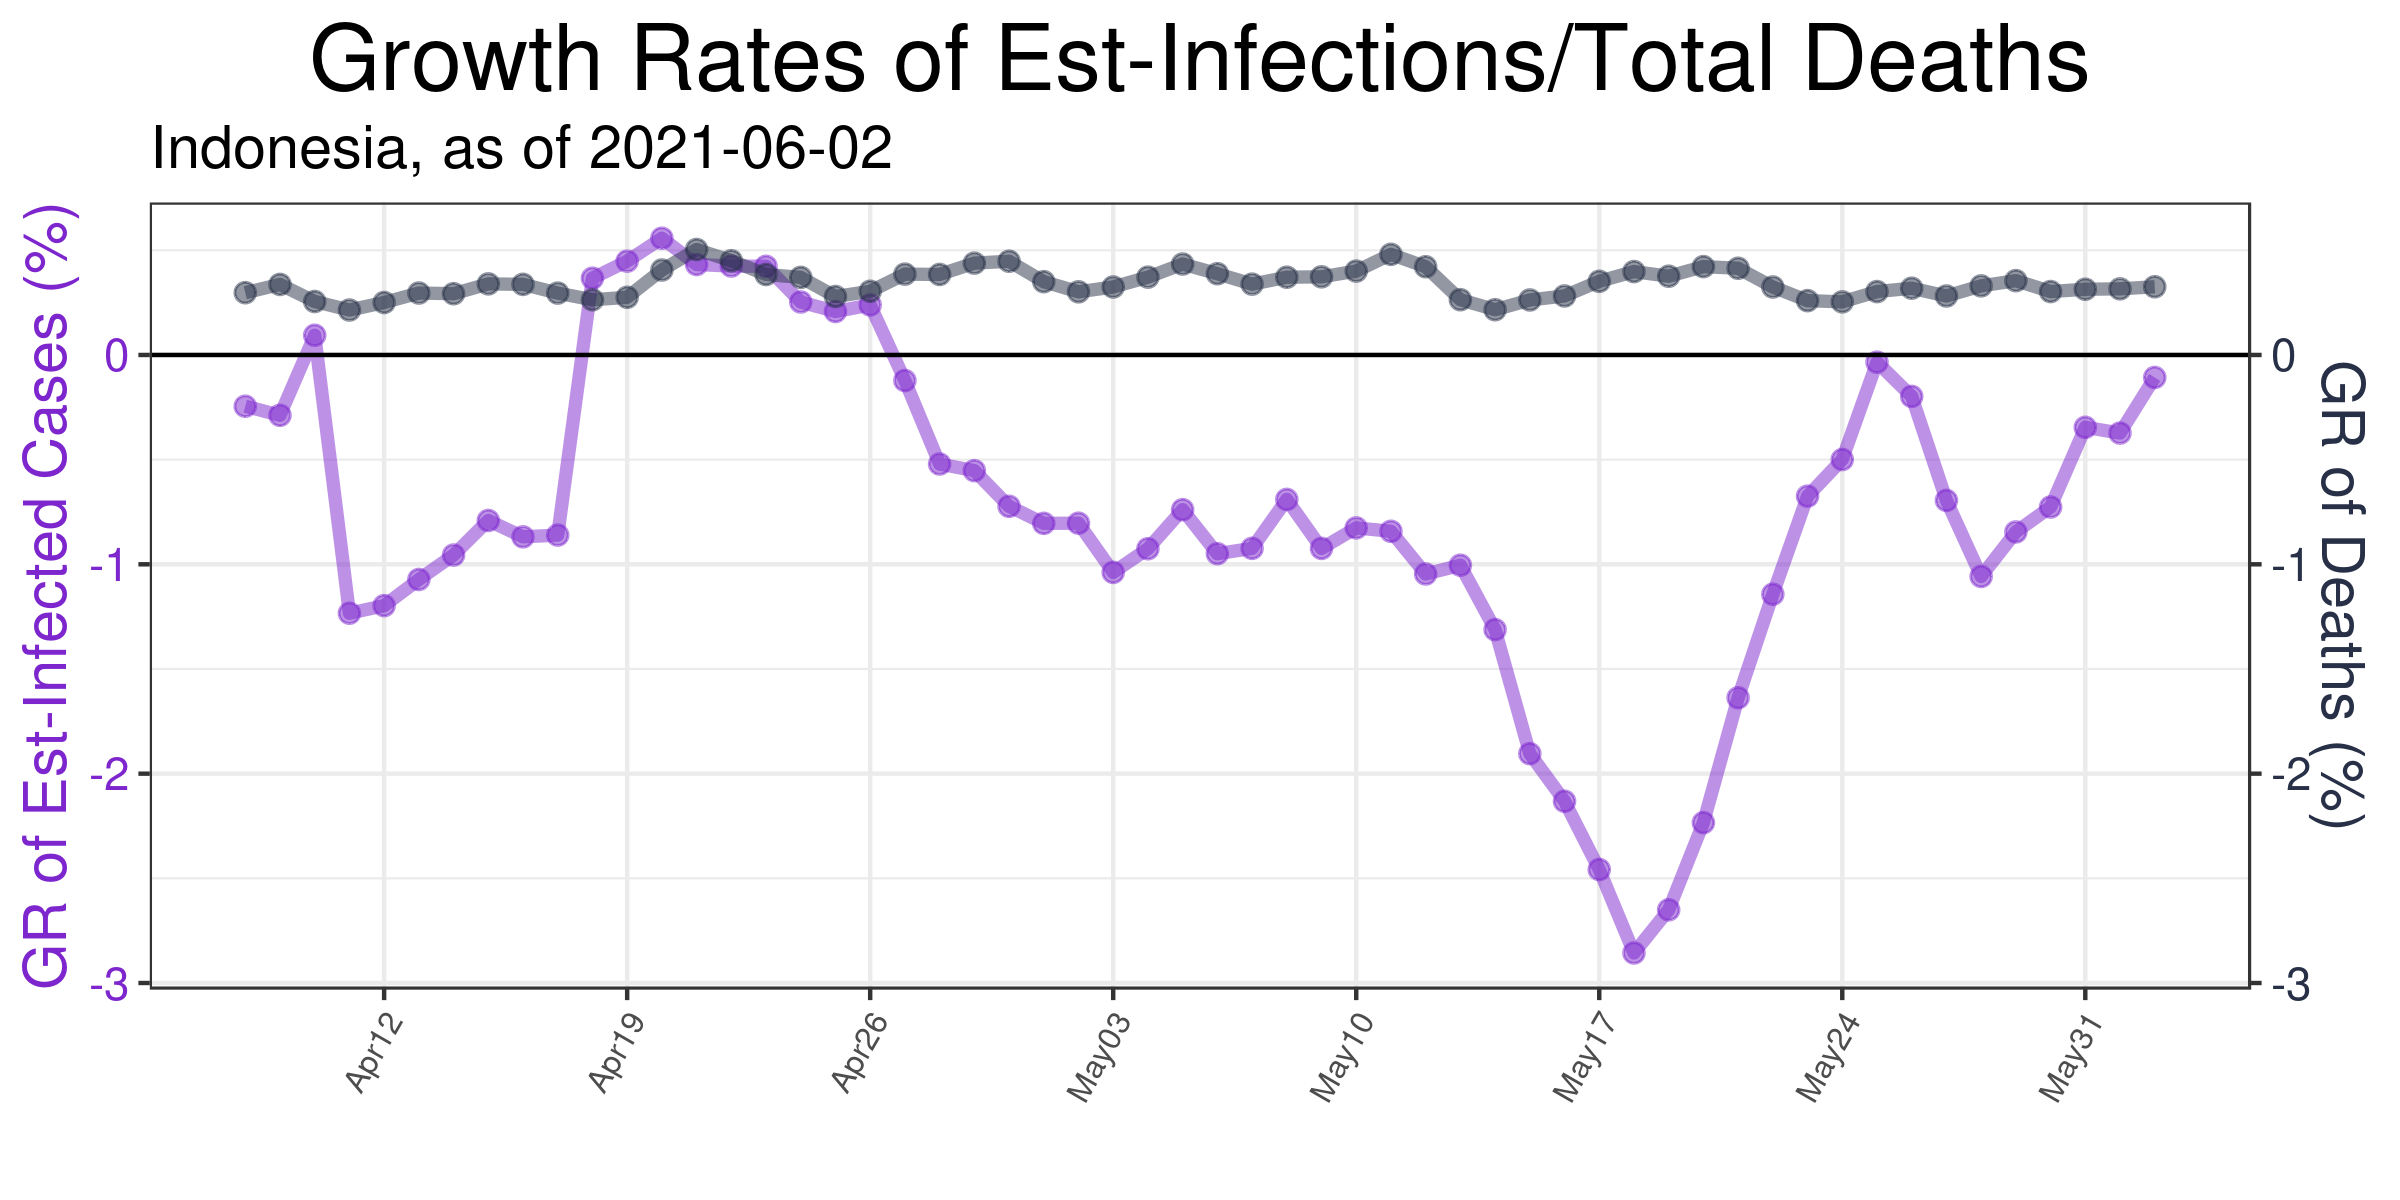 Growth Rates of Est-Infections/Total Deaths
Indonesia, as of 2021-06-02
GR of Est-Infected Cases (%)
0
-1
-2
-3
0
-1
-2
-3
GR of Deaths (%)
Apr12
Apr19
Apr26
May03
May10
May17
May24
May31